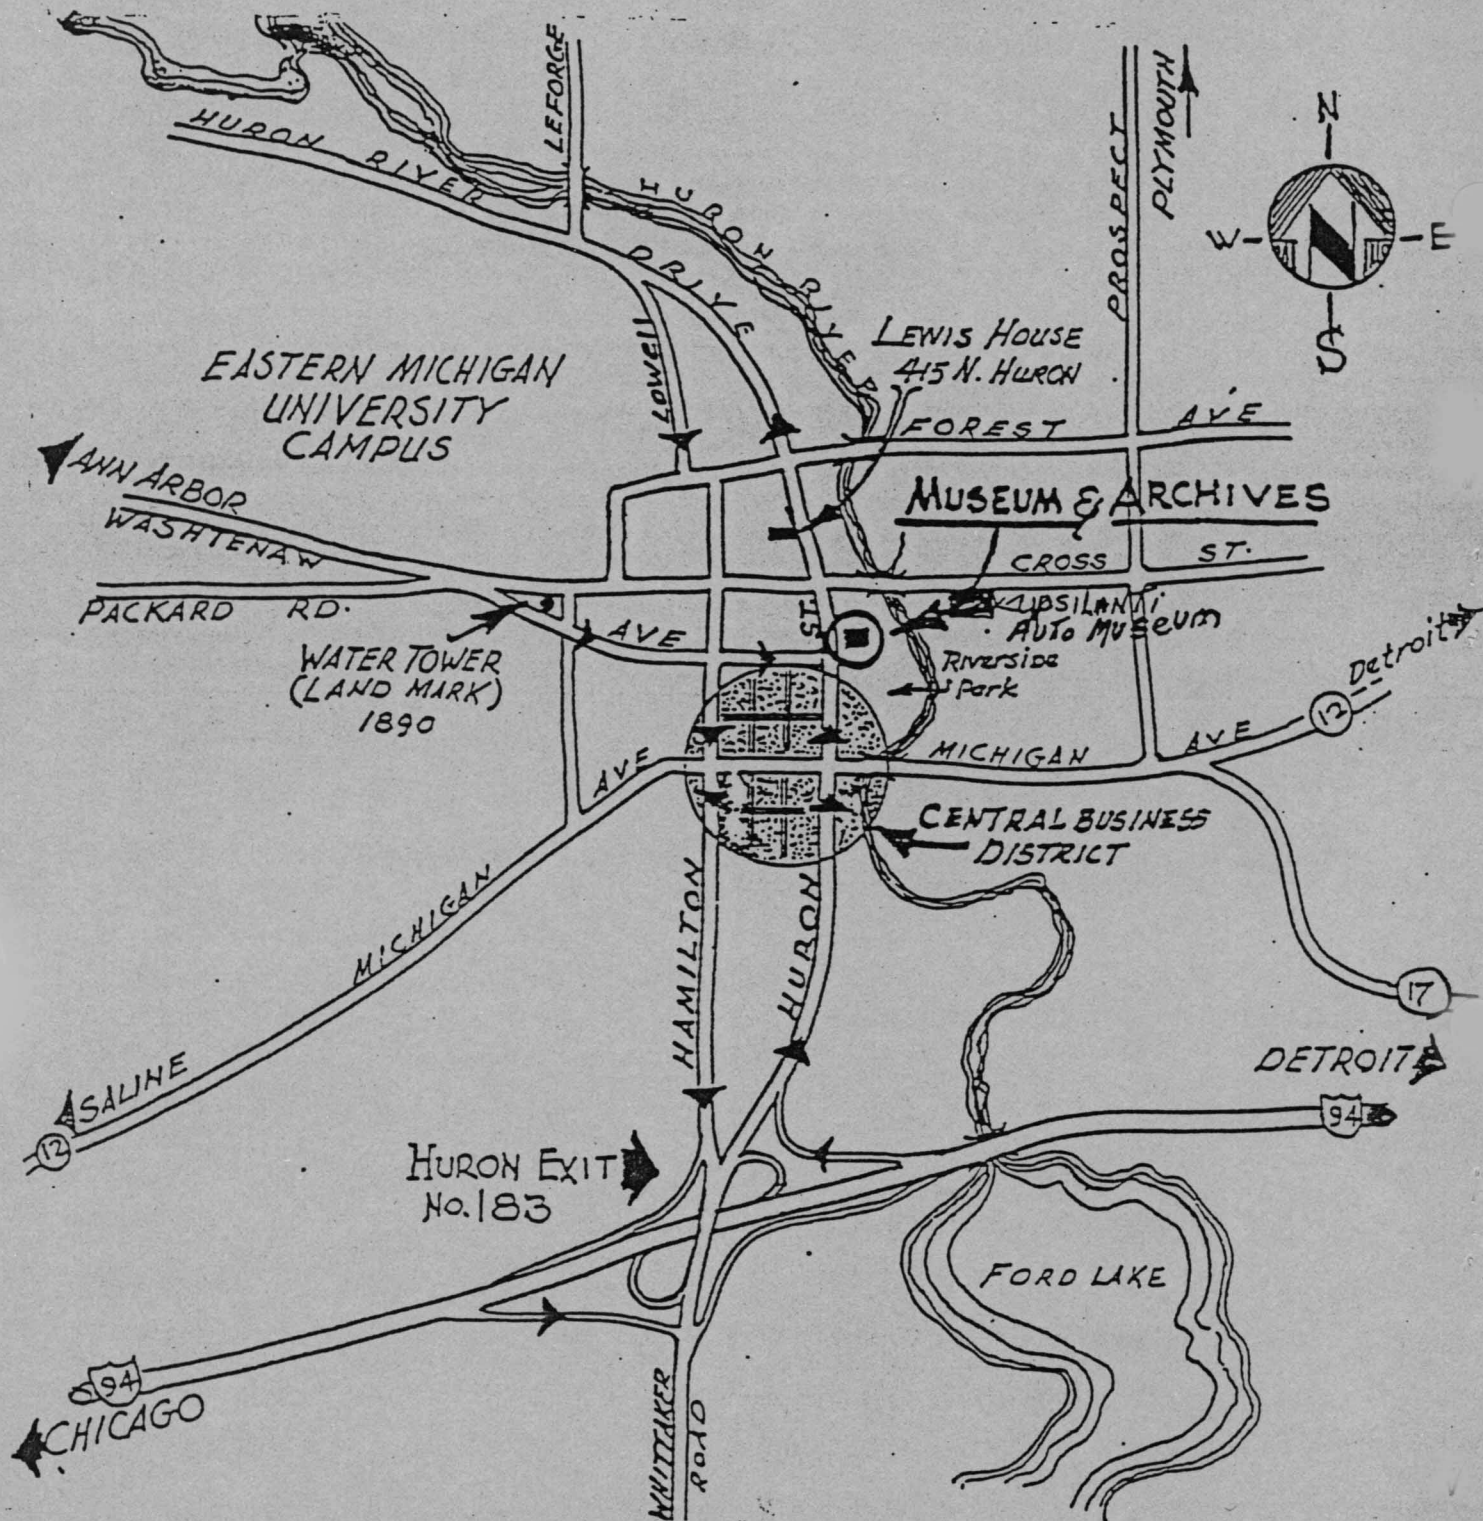 LEFORGE
PLYMOUTH
PROSPECT
N
W
E
S
HURON RIVER DRIVE
RIVER
LEWIS HOUSE
415 N. HURON
LOWELL
EASTERN MICHIGAN
UNIVERSITY
CAMPUS
FOREST AVE
ANN ARBOR
WASHTENAW AVE
MUSEUM & ARCHIVES
CROSS ST.
PACKARD RD.
YPSILANTI
AUTO MUSEUM
ST.
WATER TOWER
(LAND MARK)
1890
Riverside
Park
Detroit
12
MICHIGAN AVE
AVE
CENTRAL BUSINESS
DISTRICT
MICHIGAN
HAMILTON
HURON
17
SALINE
12
DETROIT
94
HURON EXIT
No. 183
FORD LAKE
94
CHICAGO
WHITTAKER
ROAD